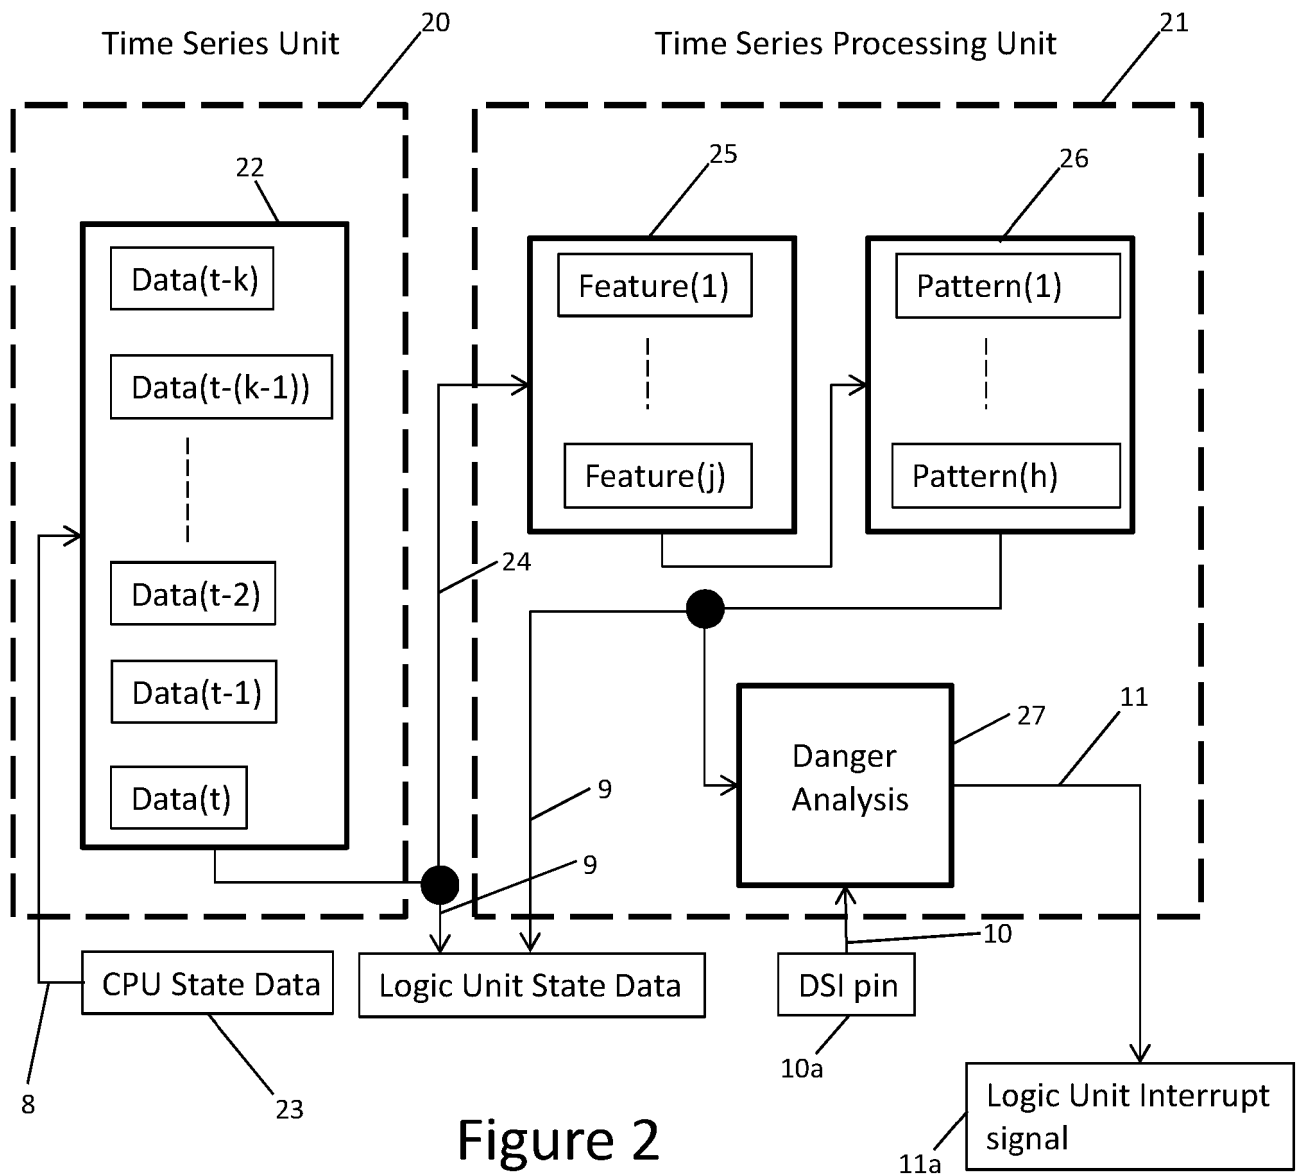 Time Series Unit
20
Time Series Processing Unit
21
22
Data(t-k)
Data(t-(k-1))
Data(t-2)
Data(t-1)
Data(t)
25
Feature(1)
Feature(j)
26
Pattern(1)
Pattern(h)
24
Danger
Analysis
27
11
9
9
10
CPU State Data
Logic Unit State Data
DSI pin
8
23
10a
Logic Unit Interrupt
signal
11a
Figure 2